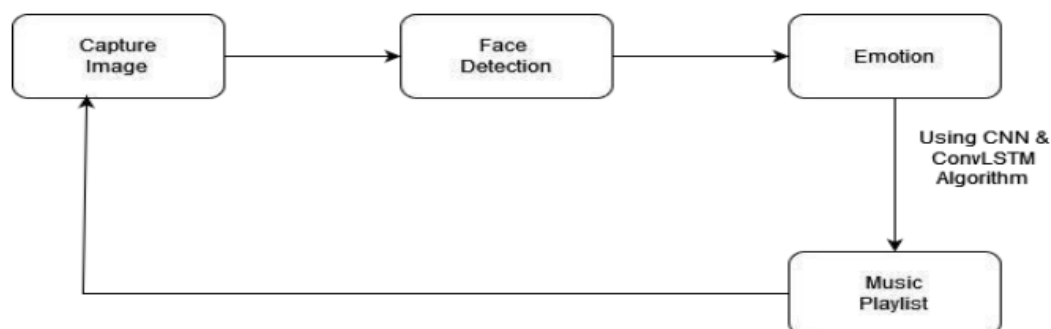 Capture
Image
Face
Detection
Emotion
Using CNN &
ConvLSTM
Algorithm
Music
Playlist